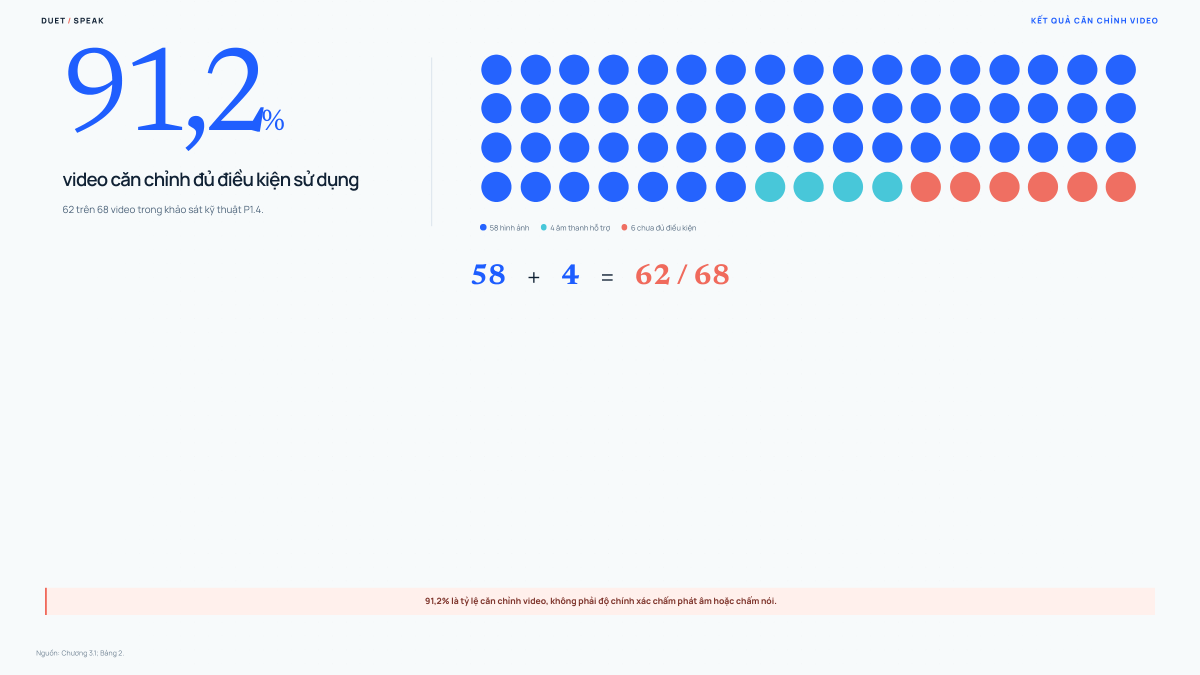 DUET / SPEAK
KẾT QUẢ CĂN CHỈNH VIDEO
91,2%
video căn chỉnh đủ điều kiện sử dụng
62 trên 68 video trong khảo sát kỹ thuật P1.4.
58 hình ảnh
4 âm thanh hỗ trợ
6 chưa đủ điều kiện
58 + 4 = 62 / 68
91,2% là tỷ lệ căn chỉnh video, không phải độ chính xác chấm phát âm hoặc chấm nói.
Nguồn: Chương 3.1; Bảng 2.